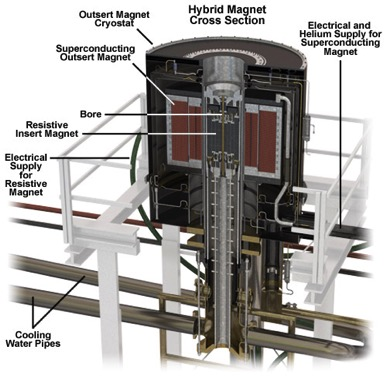 Hybrid Magnet
Cross Section
Outsert Magnet
Cryostat
Superconducting
Outsert Magnet
Bore
Resistive
Insert Magnet
Electrical
Supply
for
Resistive
Magnet
Cooling
Water Pipes
Electrical and
Helium Supply for
Superconducting
Magnet